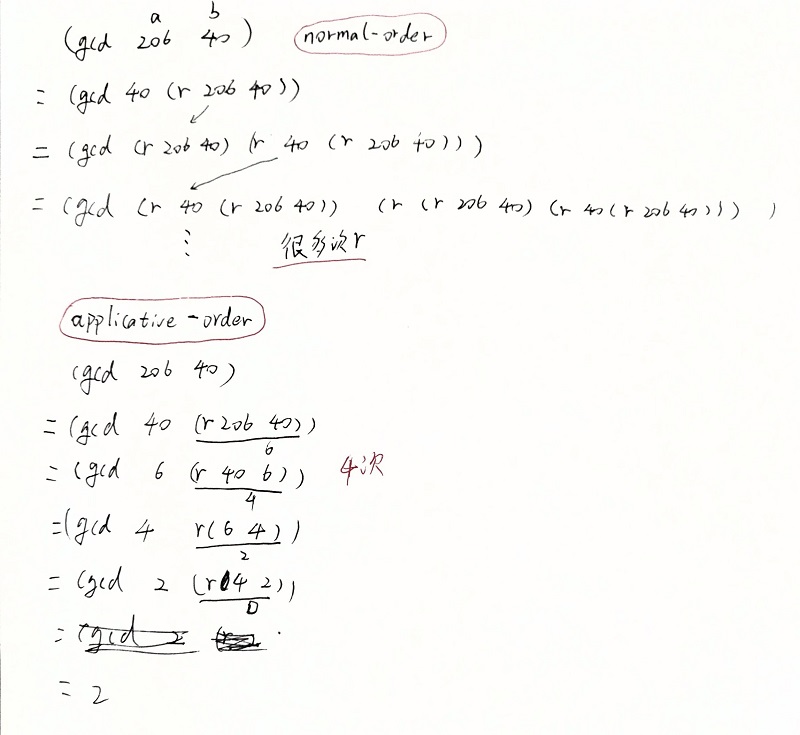 a b
(gcd 206 40) normal-order
= (gcd 40 (r 206 40))
= (gcd (r 206 40) (r 40 (r 206 40)))
= (gcd (r 40 (r 206 40)) (r (r 206 40) (r 40 (r 206 40))) )
⋮ 很多次r
applicative-order
(gcd 206 40)
= (gcd 40 (r 206 40))
6
= (gcd 6 (r 40 6)) 4次
4
= (gcd 4 r(6 4))
2
= (gcd 2 (r 4 2))
0
= (gcd 2
= 2